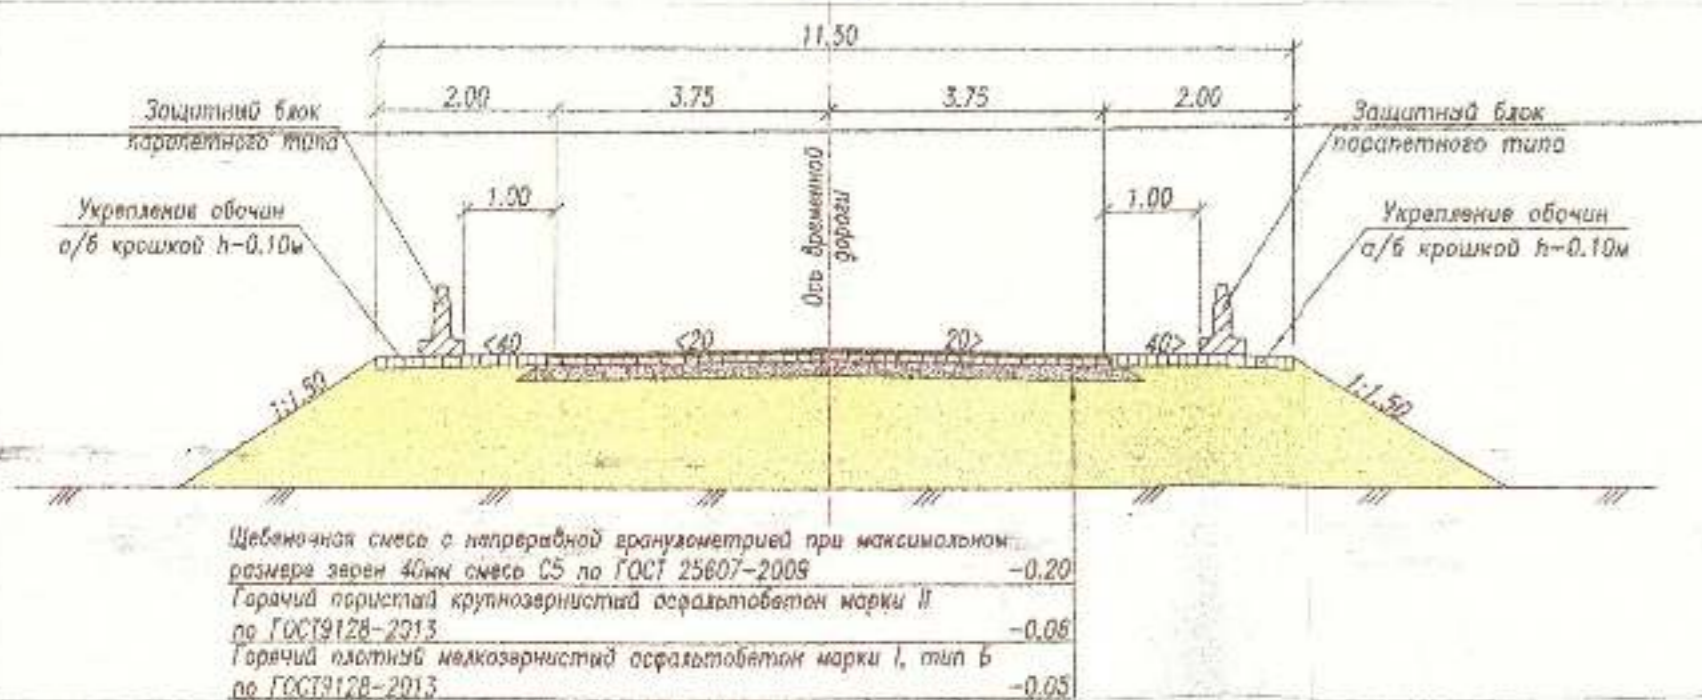 11.50
2.00 3.75 3.75 2.00
Защитный блок
парапетного типа
Защитный блок
парапетного типа
Укрепление обочин
а/б крошкой h-0.10м
1.00
Ось временной
дороги
1.00
Укрепление обочин
а/б крошкой h-0.10м
<40 <20 20> 40>
1:1.50
1:1.50
Щебеночная смесь с непрерывной гранулометрией при максимальном
размере зерен 40мм смесь С5 по ГОСТ 25607-2009 -0.20
Горячий пористый крупнозернистый асфальтобетон марки II
по ГОСТ9128-2013 -0.06
Горячий плотный мелкозернистый асфальтобетон марки I, тип Б
по ГОСТ9128-2013 -0.05